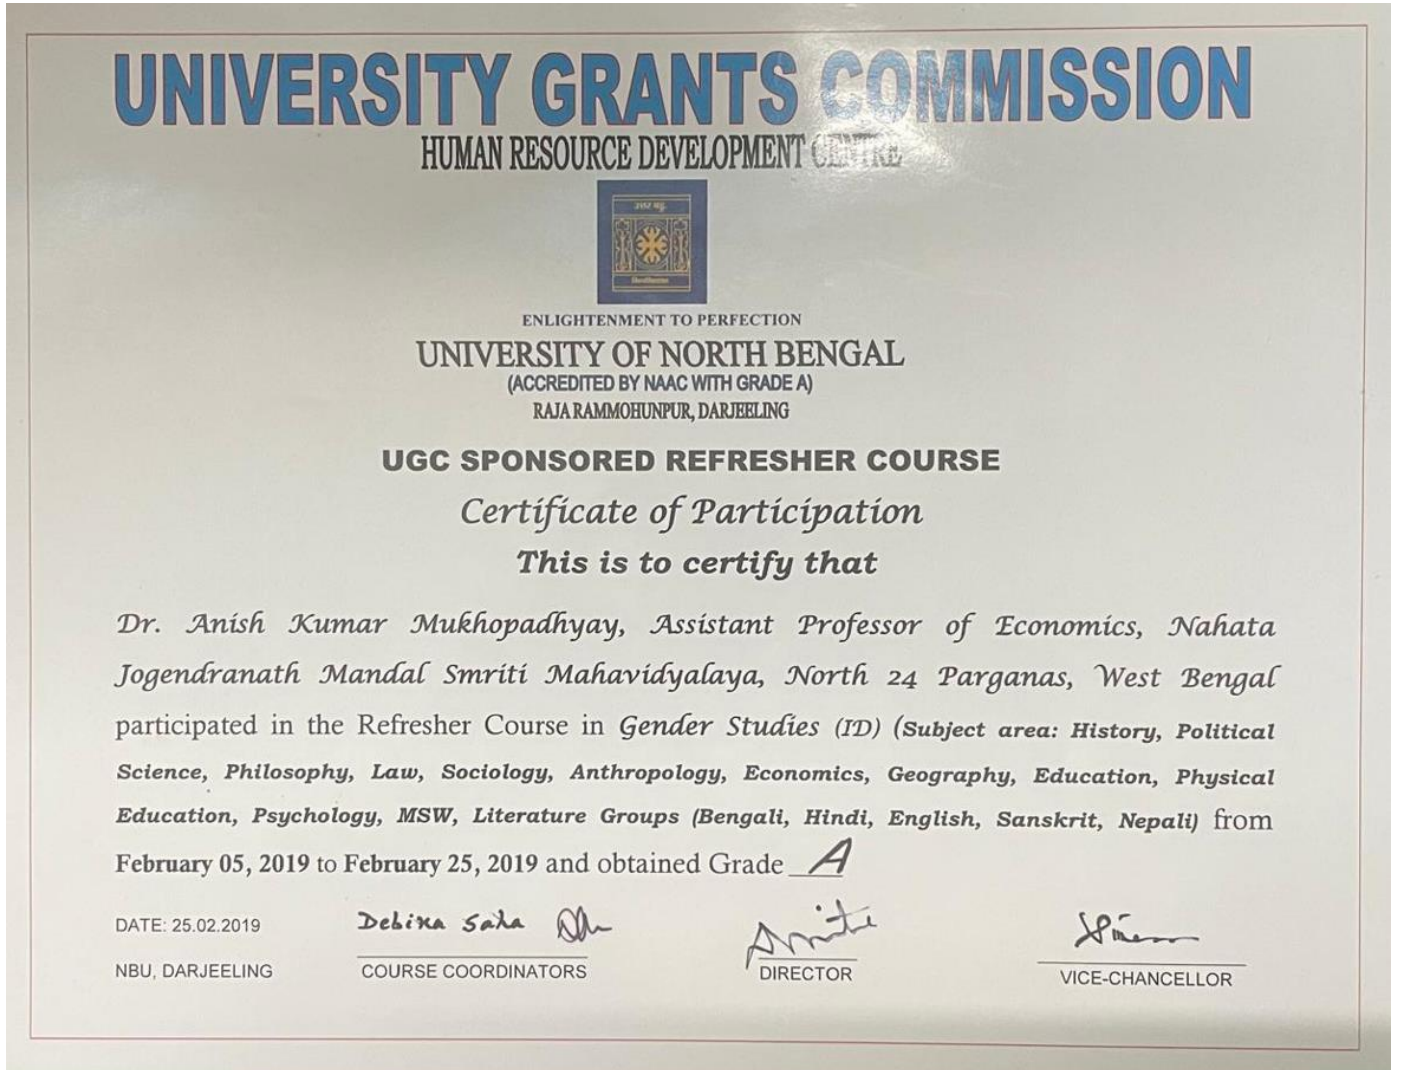 UNIVERSITY GRANTS COMMISSION
HUMAN RESOURCE DEVELOPMENT CENTRE
ENLIGHTENMENT TO PERFECTION
UNIVERSITY OF NORTH BENGAL
(ACCREDITED BY NAAC WITH GRADE A)
RAJA RAMMOHUNPUR, DARJEELING
UGC SPONSORED REFRESHER COURSE
Certificate of Participation
This is to certify that
Dr. Anish Kumar Mukhopadhyay, Assistant Professor of Economics, Nahata
Jogendranath Mandal Smriti Mahavidyalaya, North 24 Parganas, West Bengal
participated in the Refresher Course in Gender Studies (ID) (Subject area: History, Political
Science, Philosophy, Law, Sociology, Anthropology, Economics, Geography, Education, Physical
Education, Psychology, MSW, Literature Groups (Bengali, Hindi, English, Sanskrit, Nepali) from
February 05, 2019 to February 25, 2019 and obtained Grade A
DATE: 25.02.2019
NBU, DARJEELING
COURSE COORDINATORS
DIRECTOR
VICE-CHANCELLOR